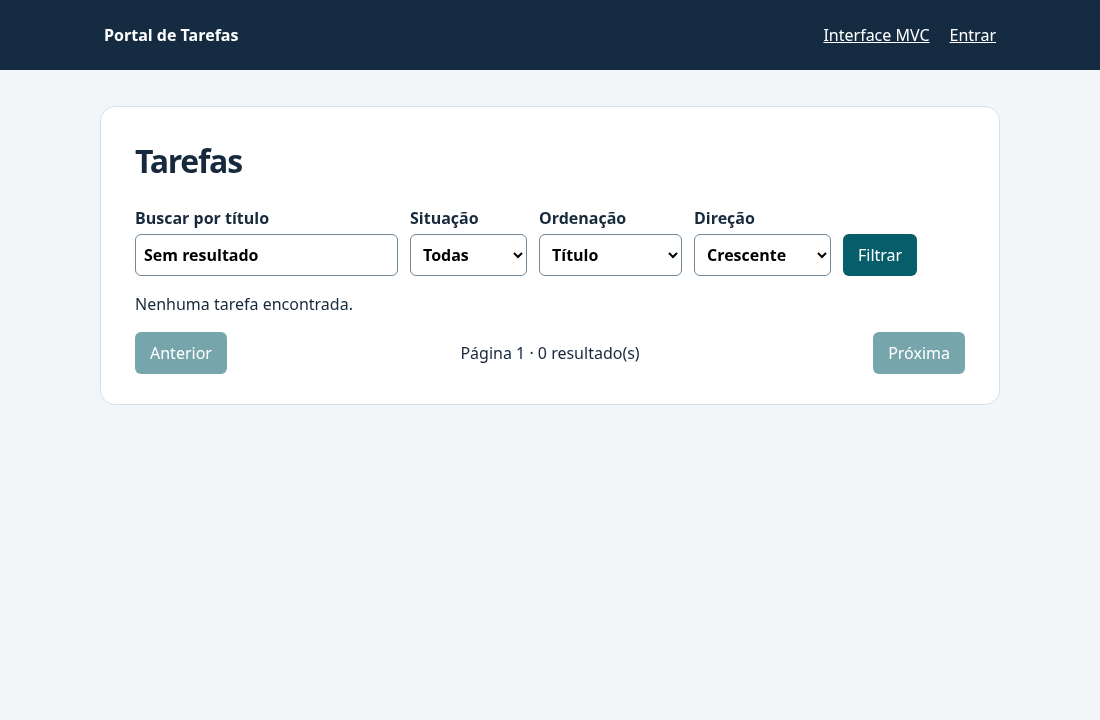 Portal de Tarefas
Interface MVC Entrar
Tarefas
Buscar por título Situação Ordenação Direção
Sem resultado Todas Título Crescente Filtrar
Nenhuma tarefa encontrada.
Anterior Página 1 · 0 resultado(s) Próxima